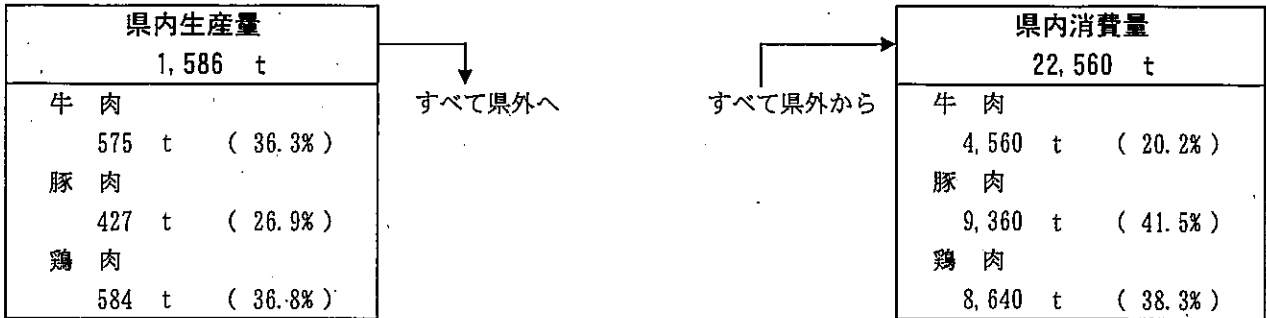 県内生産量
1,586 t
牛 肉
575 t ( 36.3% )
豚 肉
427 t ( 26.9% )
鶏 肉
584 t ( 36.8% )
すべて県外へ
すべて県外から
県内消費量
22,560 t
牛 肉
4,560 t ( 20.2% )
豚 肉
9,360 t ( 41.5% )
鶏 肉
8,640 t ( 38.3% )